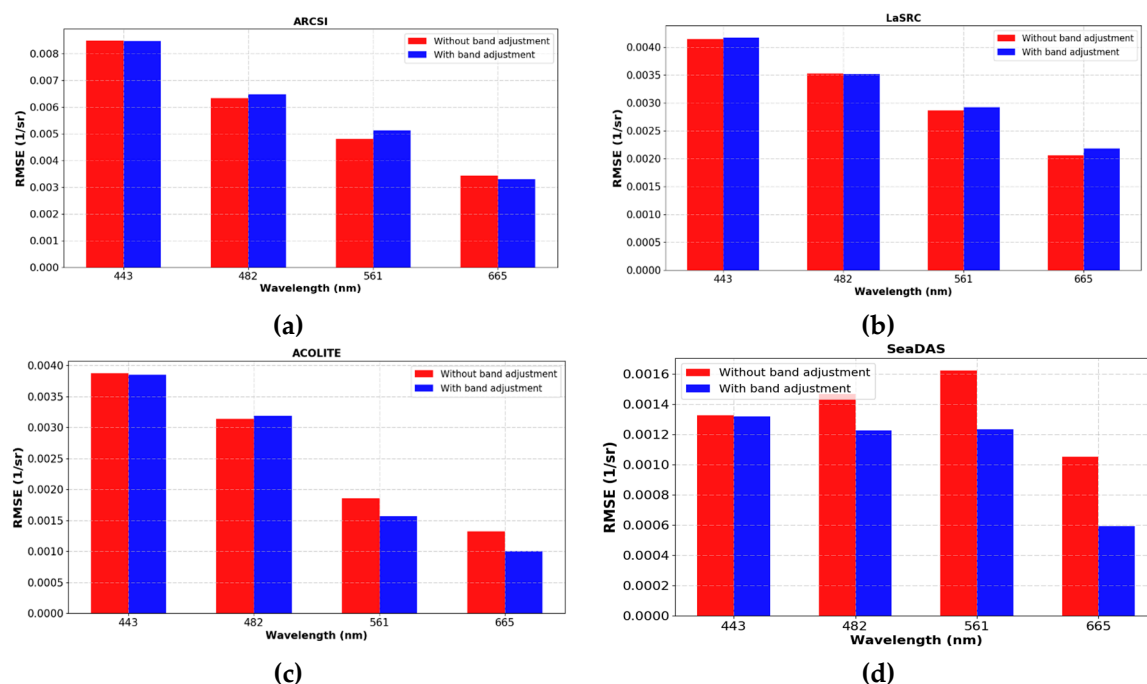 ARCSI
Without band adjustment
With band adjustment
RMSE (1/sr)
0.008
0.007
0.006
0.005
0.004
0.003
0.002
0.001
0.000
443 482 561 665
Wavelength (nm)
(a)
LaSRC
Without band adjustment
With band adjustment
RMSE (1/sr)
0.0040
0.0035
0.0030
0.0025
0.0020
0.0015
0.0010
0.0005
0.0000
443 482 561 665
Wavelength (nm)
(b)
ACOLITE
Without band adjustment
With band adjustment
RMSE (1/sr)
0.0040
0.0035
0.0030
0.0025
0.0020
0.0015
0.0010
0.0005
0.0000
443 482 561 665
Wavelength (nm)
(c)
SeaDAS
Without band adjustment
With band adjustment
RMSE (1/sr)
0.0016
0.0014
0.0012
0.0010
0.0008
0.0006
0.0004
0.0002
0.0000
443 482 561 665
Wavelength (nm)
(d)